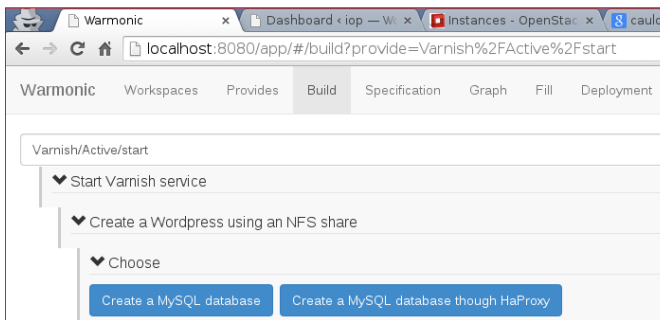 Warmonic Dashboard ‹ iop — W Instances - OpenStac
localhost:8080/app/#/build?provide=Varnish%2FActive%2Fstart
Warmonic Workspaces Provides Build Specification Graph Fill Deployment
Varnish/Active/start
Start Varnish service
Create a Wordpress using an NFS share
Choose
Create a MySQL database Create a MySQL database though HaProxy